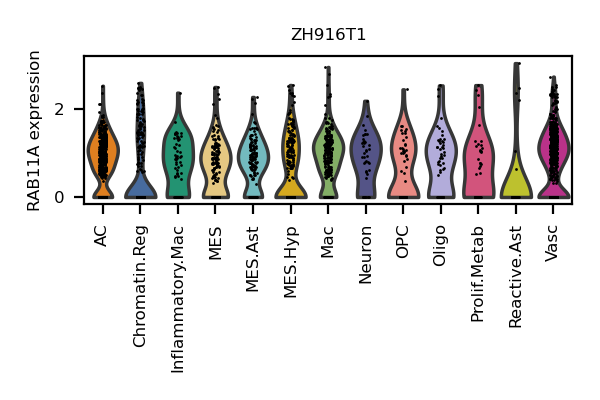 ZH916T1
RAB11A expression
2
0
AC
Chromatin.Reg
Inflammatory.Mac
MES
MES.Ast
MES.Hyp
Mac
Neuron
OPC
Oligo
Prolif.Metab
Reactive.Ast
Vasc